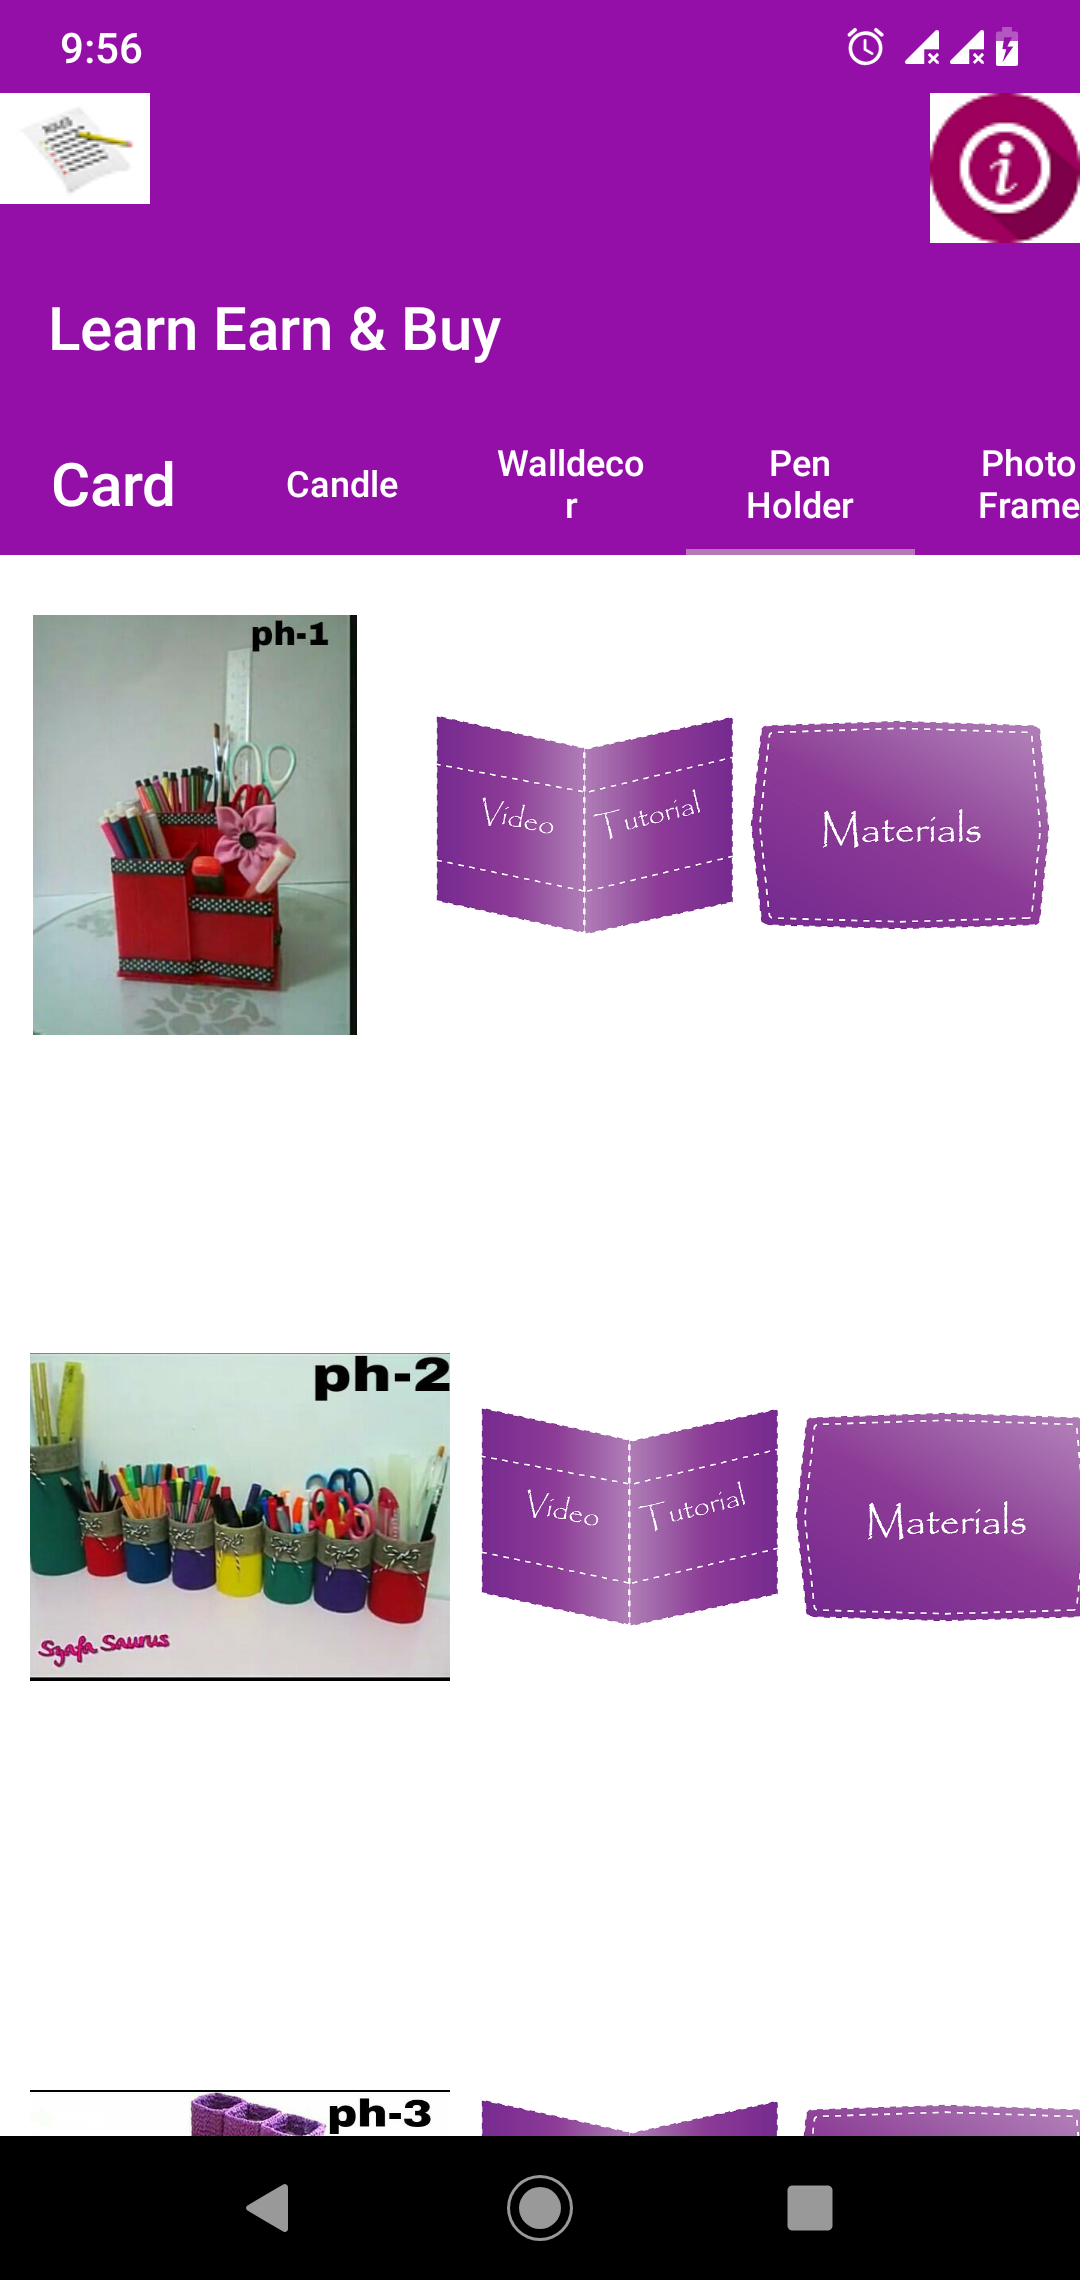 9:56
Learn Earn & Buy
Card
Candle
Walldeco
r
Pen
Holder
Photo
Frame
ph-1
Video Tutorial
Materials
ph-2
Video Tutorial
Materials
Szafa Saurus
ph-3